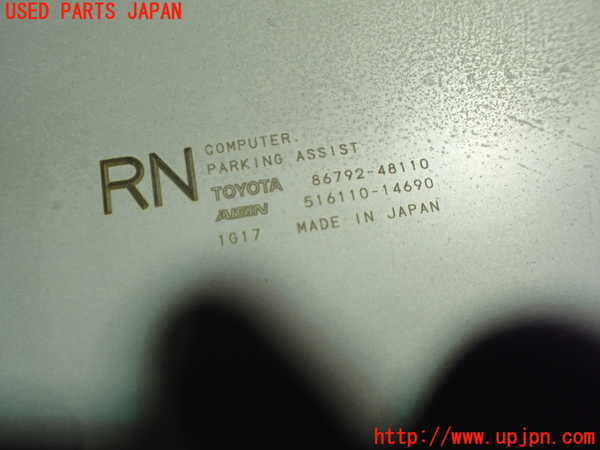 USED PARTS JAPAN
RN
COMPUTER.
PARKING ASSIST
TOYOTA 86792-48110
AISIN 516110-14690
1G17 MADE IN JAPAN
http://www.upjpn.com